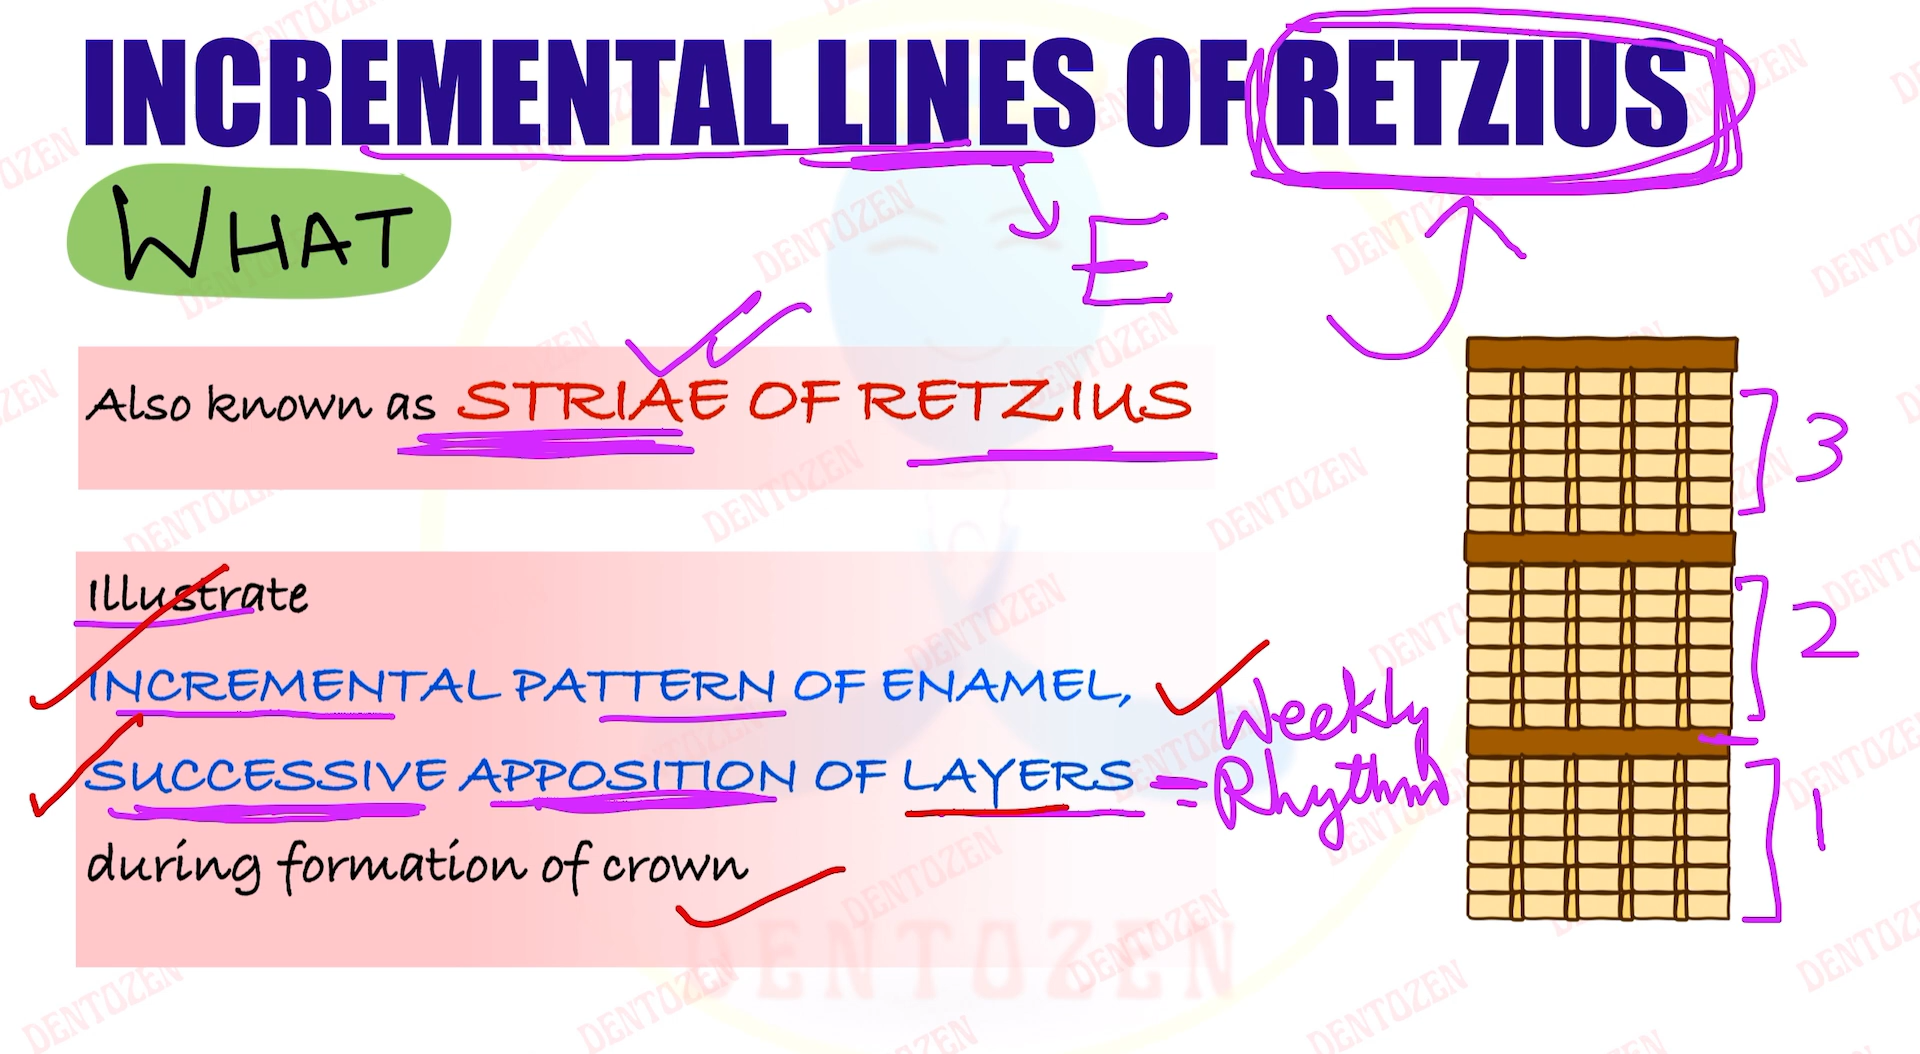 INCREMENTAL LINES OF RETZIUS
WHAT
E
Also known as STRIAE OF RETZIUS
Illustrate
INCREMENTAL PATTERN OF ENAMEL,
SUCCESSIVE APPOSITION OF LAYERS = Weekly
Rhythm
during formation of crown
3
2
1
DENTOZEN